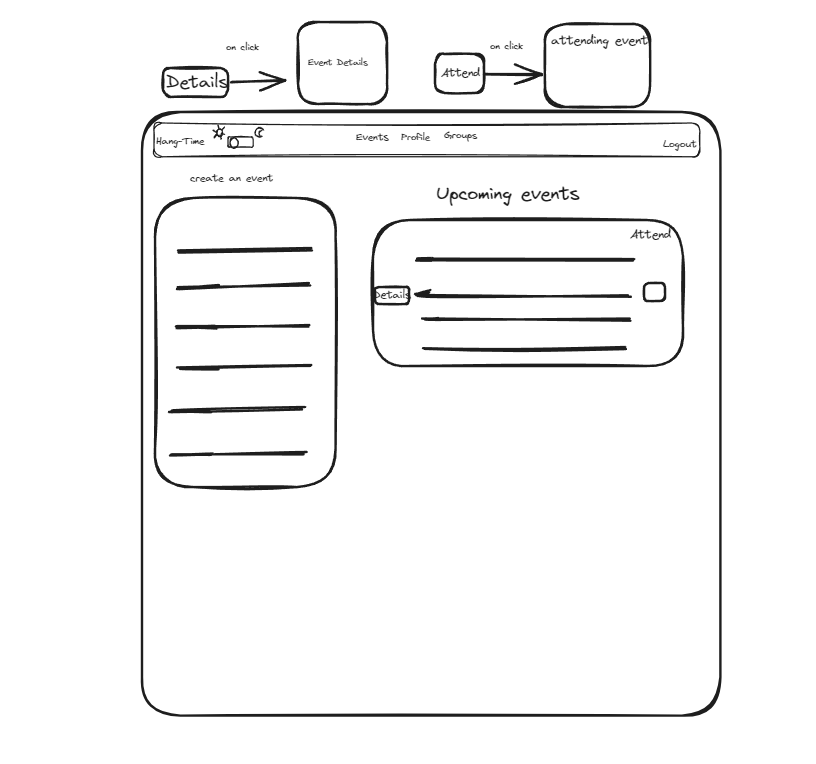 on click
on click
Details
Event Details
Attend
attending event
Hang-Time
Events Profile Groups
Logout
create an event
Upcoming events
Attend
Details